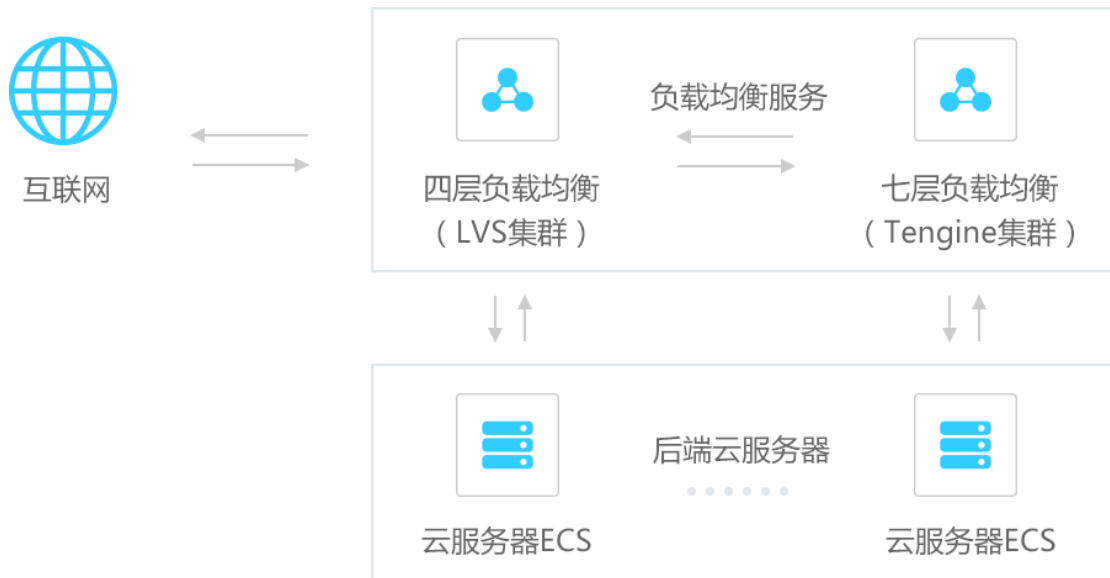 互联网
负载均衡服务
四层负载均衡
（LVS集群）
七层负载均衡
（Tengine集群）
后端云服务器
云服务器ECS
云服务器ECS